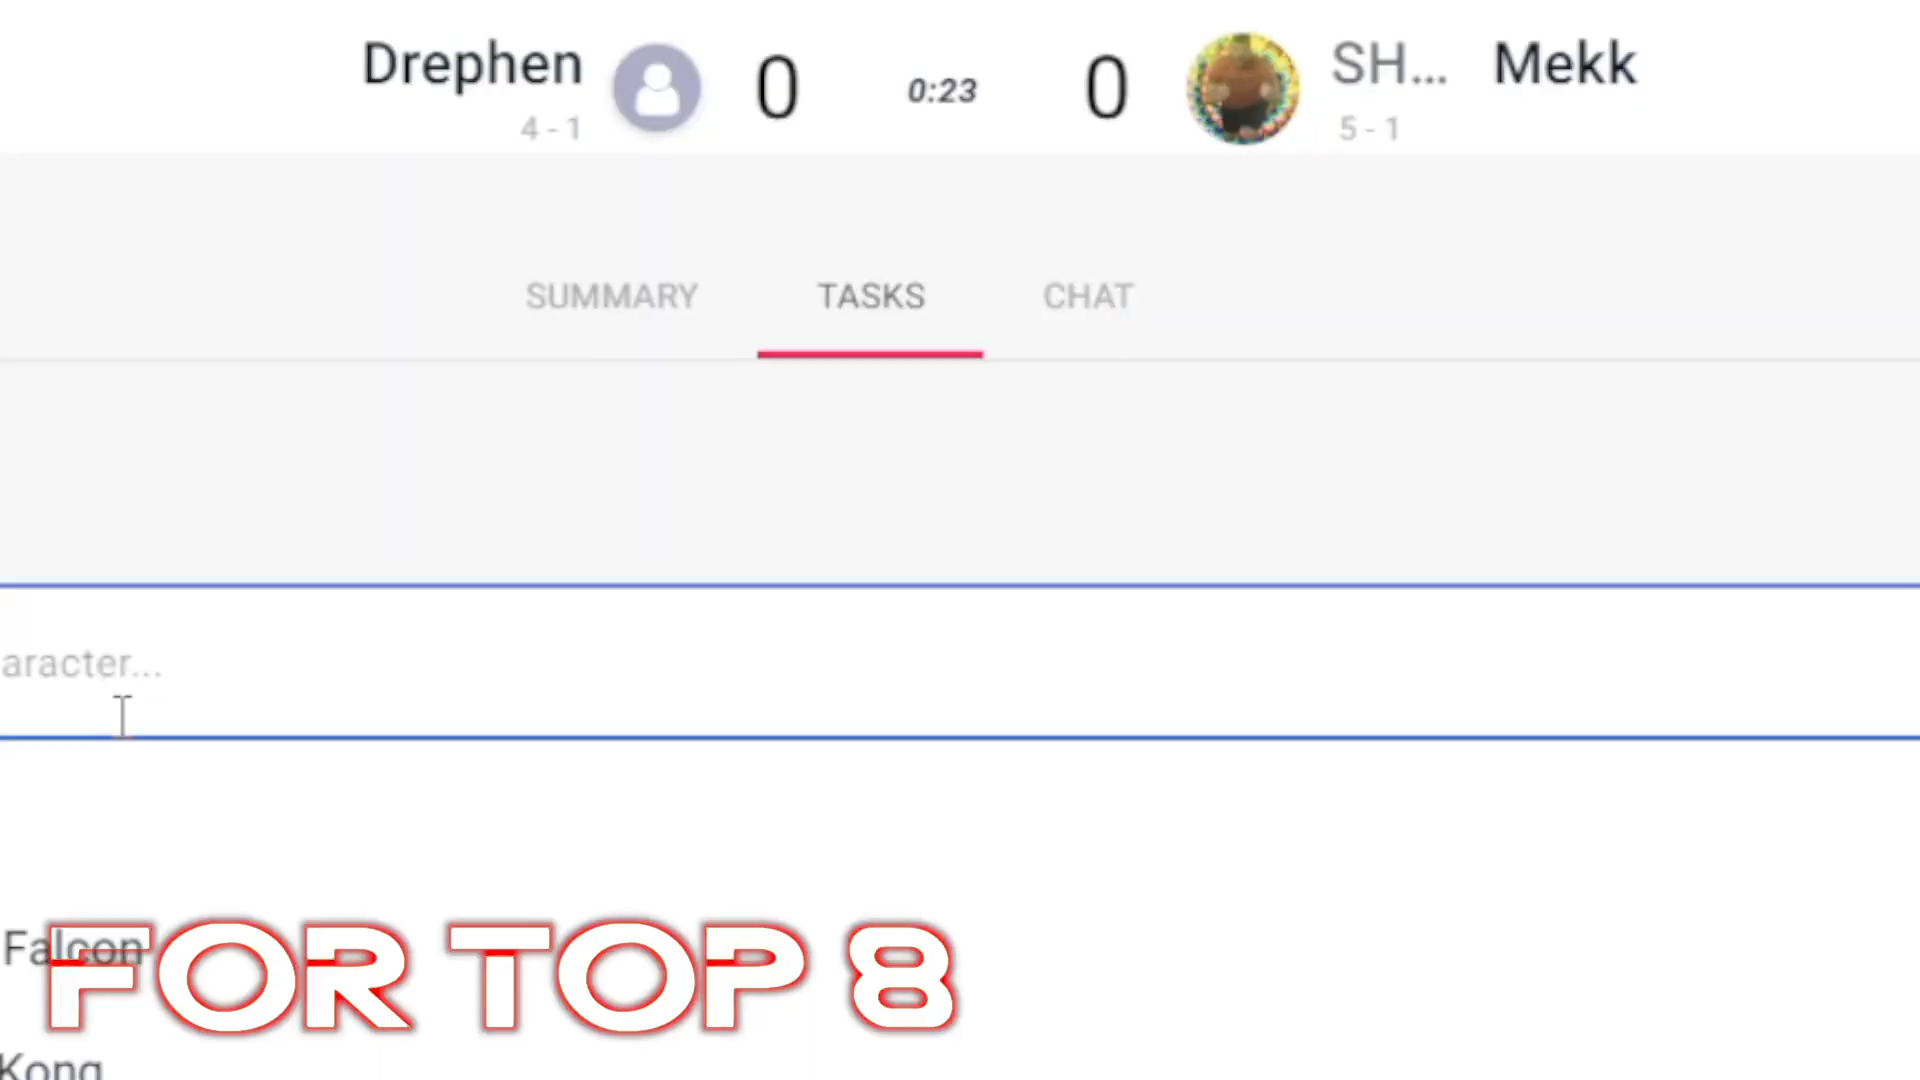 Drephen 0 0:23 0 SH... Mekk
4 - 1 5 - 1
SUMMARY TASKS CHAT
aracter...
Falcon
FOR TOP 8
Kong